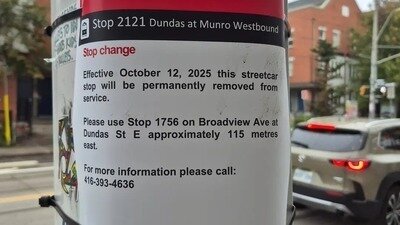 Stop 2121 Dundas at Munro Westbound
Stop change
Effective October 12, 2025 this streetcar
stop will be permanently removed from
service.
Please use Stop 1756 on Broadview Ave at
Dundas St E approximately 115 metres
east.
For more information please call:
416-393-4636